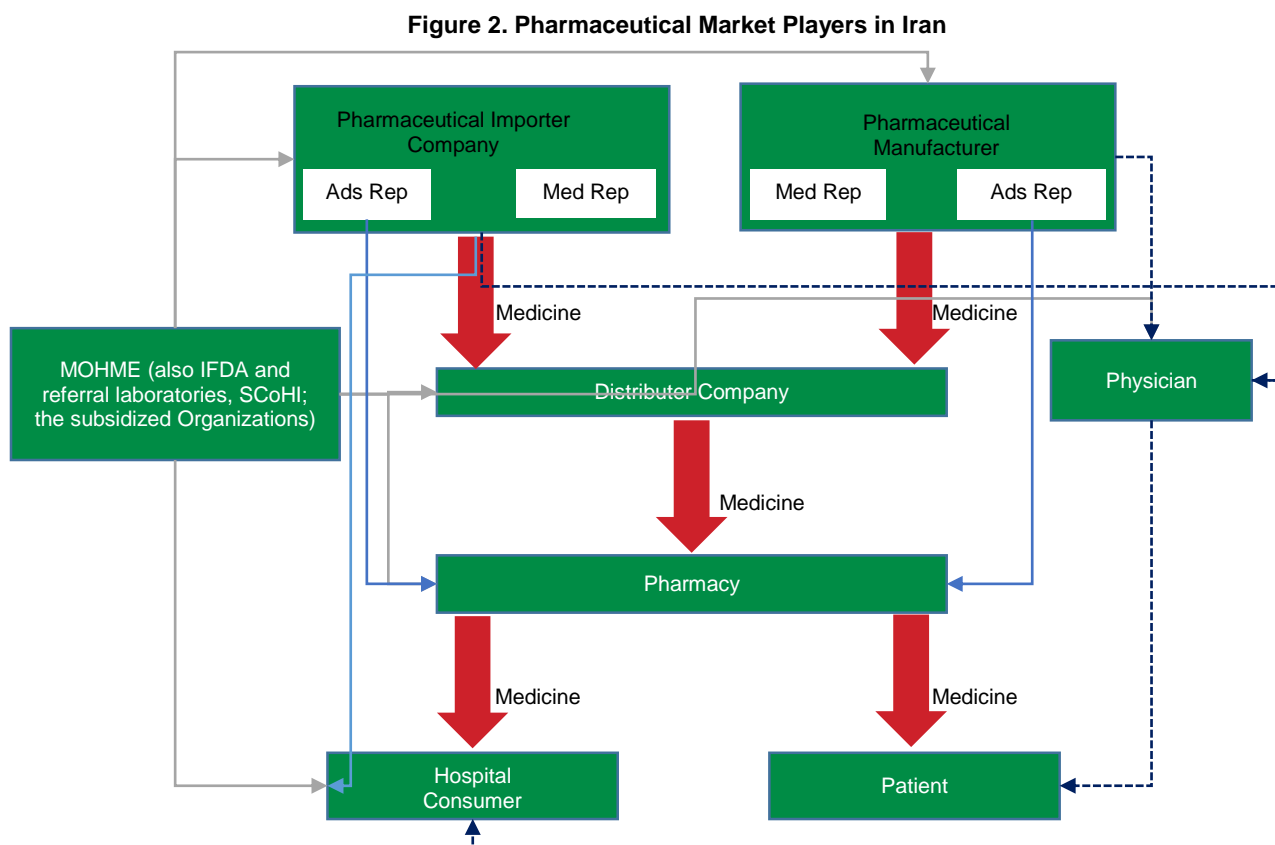 Figure 2. Pharmaceutical Market Players in Iran
Pharmaceutical Importer
Company
Ads Rep
Med Rep
Pharmaceutical
Manufacturer
Med Rep
Ads Rep
Medicine
Medicine
MOHME (also IFDA and
referral laboratories, SCoHI;
the subsidized Organizations)
Distributer Company
Physician
Medicine
Pharmacy
Medicine
Medicine
Hospital
Consumer
Patient